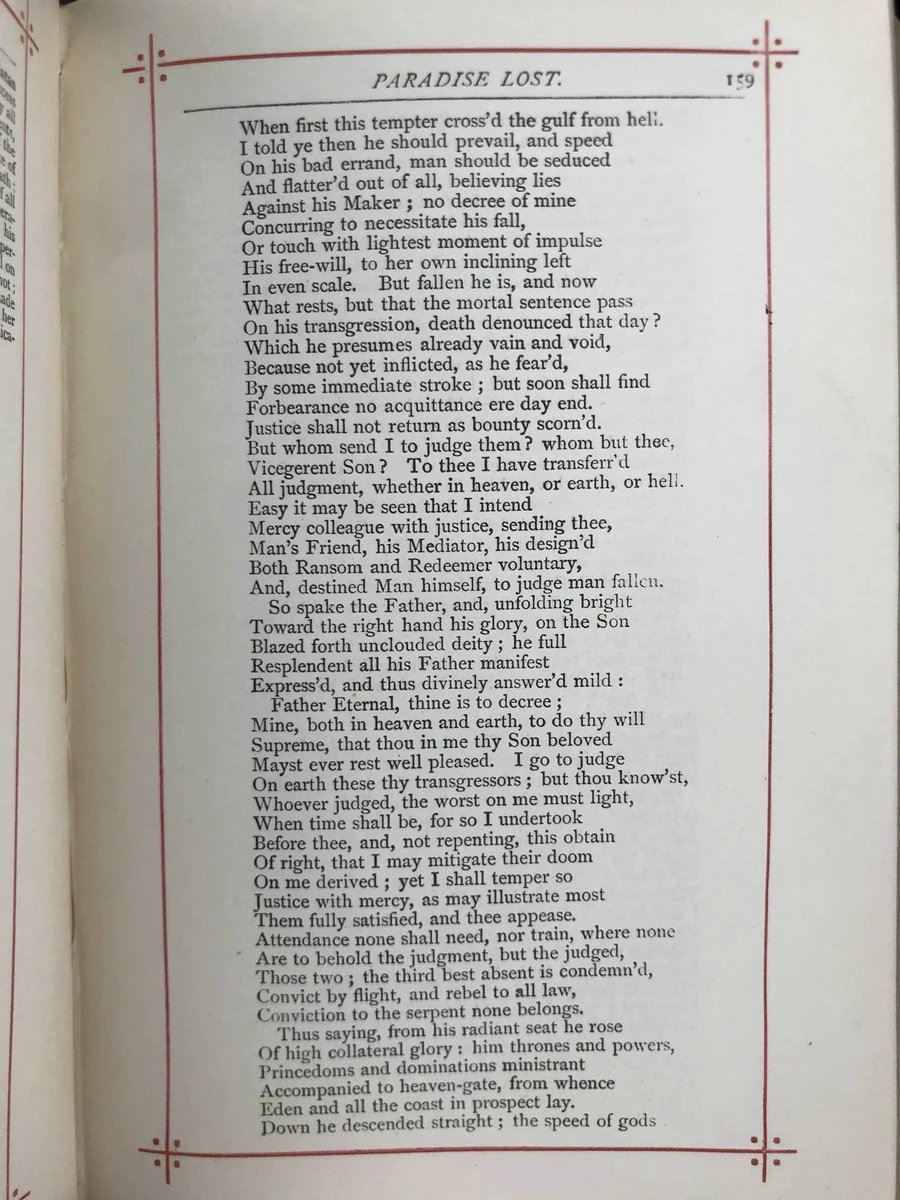 PARADISE LOST. 159
When first this tempter cross'd the gulf from hell.
I told ye then he should prevail, and speed
On his bad errand, man should be seduced
And flatter'd out of all, believing lies
Against his Maker ; no decree of mine
Concurring to necessitate his fall,
Or touch with lightest moment of impulse
His free-will, to her own inclining left
In even scale. But fallen he is, and now
What rests, but that the mortal sentence pass
On his transgression, death denounced that day ?
Which he presumes already vain and void,
Because not yet inflicted, as he fear'd,
By some immediate stroke ; but soon shall find
Forbearance no acquittance ere day end.
Justice shall not return as bounty scorn'd.
But whom send I to judge them ? whom but thee,
Vicegerent Son ? To thee I have transferr'd
All judgment, whether in heaven, or earth, or hell.
Easy it may be seen that I intend
Mercy colleague with justice, sending thee,
Man's Friend, his Mediator, his design'd
Both Ransom and Redeemer voluntary,
And, destined Man himself, to judge man fallen.
So spake the Father, and, unfolding bright
Toward the right hand his glory, on the Son
Blazed forth unclouded deity ; he full
Resplendent all his Father manifest
Express'd, and thus divinely answer'd mild :
Father Eternal, thine is to decree ;
Mine, both in heaven and earth, to do thy will
Supreme, that thou in me thy Son beloved
Mayst ever rest well pleased. I go to judge
On earth these thy transgressors ; but thou know'st,
Whoever judged, the worst on me must light,
When time shall be, for so I undertook
Before thee, and, not repenting, this obtain
Of right, that I may mitigate their doom
On me derived ; yet I shall temper so
Justice with mercy, as may illustrate most
Them fully satisfied, and thee appease.
Attendance none shall need, nor train, where none
Are to behold the judgment, but the judged,
Those two ; the third best absent is condemn'd,
Convict by flight, and rebel to all law,
Conviction to the serpent none belongs.
Thus saying, from his radiant seat he rose
Of high collateral glory : him thrones and powers,
Princedoms and dominations ministrant
Accompanied to heaven-gate, from whence
Eden and all the coast in prospect lay.
Down he descended straight ; the speed of gods